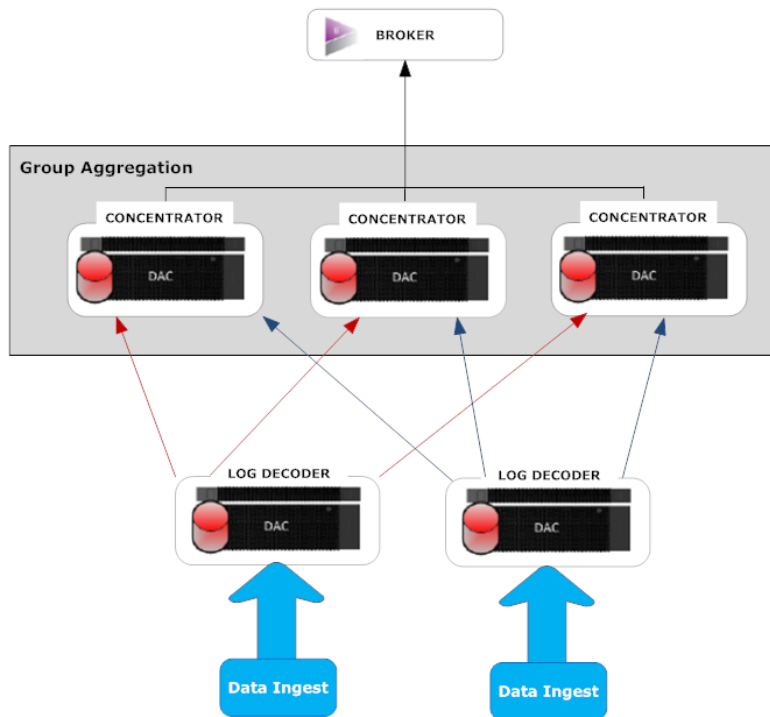 BROKER
Group Aggregation
CONCENTRATOR
CONCENTRATOR
CONCENTRATOR
DAC
DAC
DAC
LOG DECODER
LOG DECODER
DAC
DAC
Data Ingest
Data Ingest